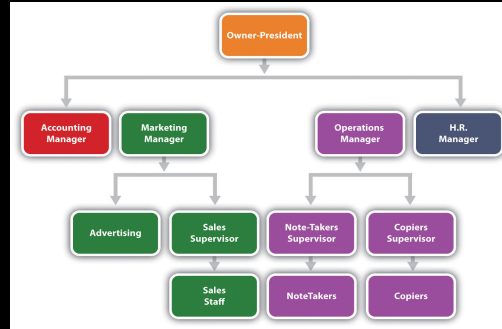 Owner-President
Accounting
Manager
Marketing
Manager
Operations
Manager
H.R.
Manager
Advertising
Sales
Supervisor
Note-Takers
Supervisor
Copiers
Supervisor
Sales
Staff
NoteTakers
Copiers